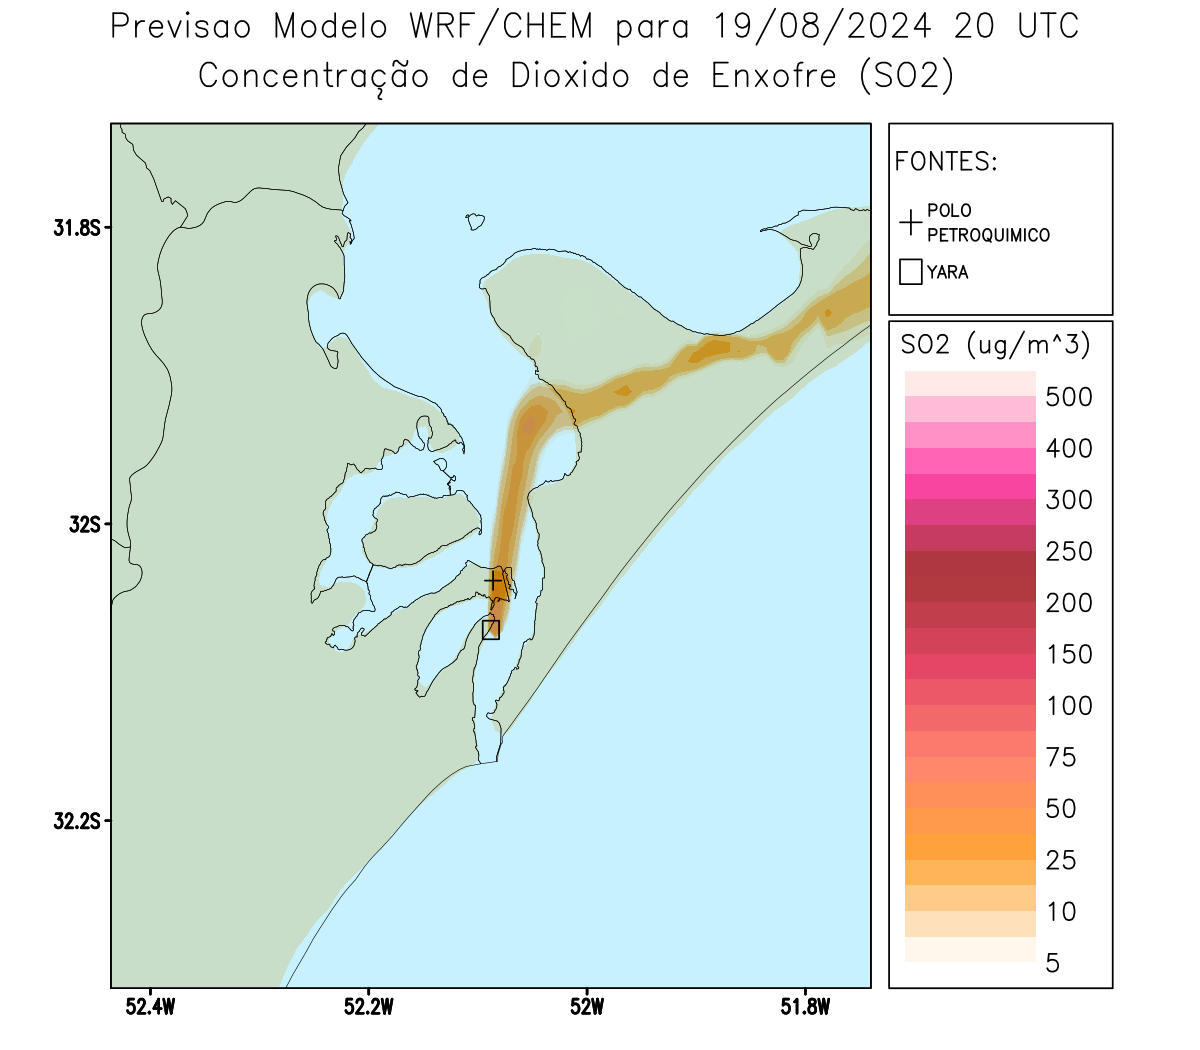 Previsao Modelo WRF/CHEM para 19/08/2024 20 UTC
Concentração de Dioxido de Enxofre (SO2)
FONTES:
POLO
PETROQUIMICO
YARA
SO2 (ug/m^3)
500
400
300
250
200
150
100
75
50
25
10
5
31.8S
32S
32.2S
52.4W
52.2W
52W
51.8W